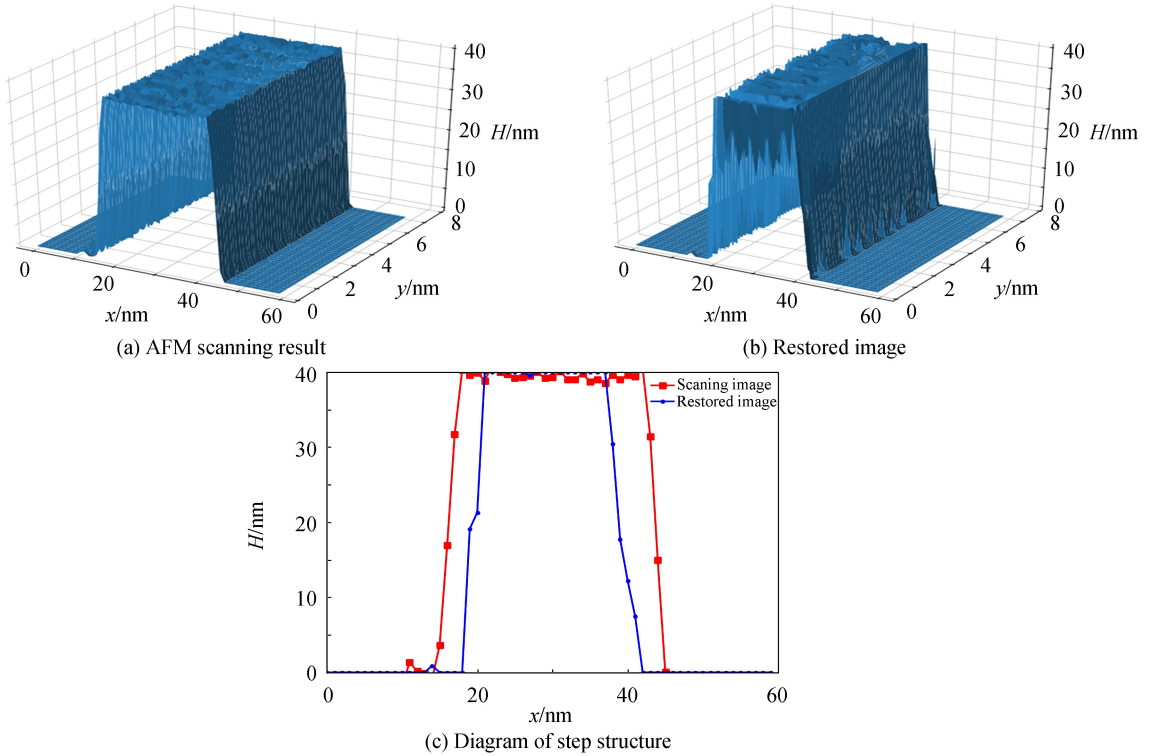 40
30
20
10
0
H/nm
8
6
4
2
0
y/nm
0
20
40
60
x/nm
(a) AFM scanning result
40
30
20
10
0
H/nm
8
6
4
2
0
y/nm
0
20
40
60
x/nm
(b) Restored image
40
30
20
10
0
H/nm
Scaning image
Restored image
0
20
40
60
x/nm
(c) Diagram of step structure